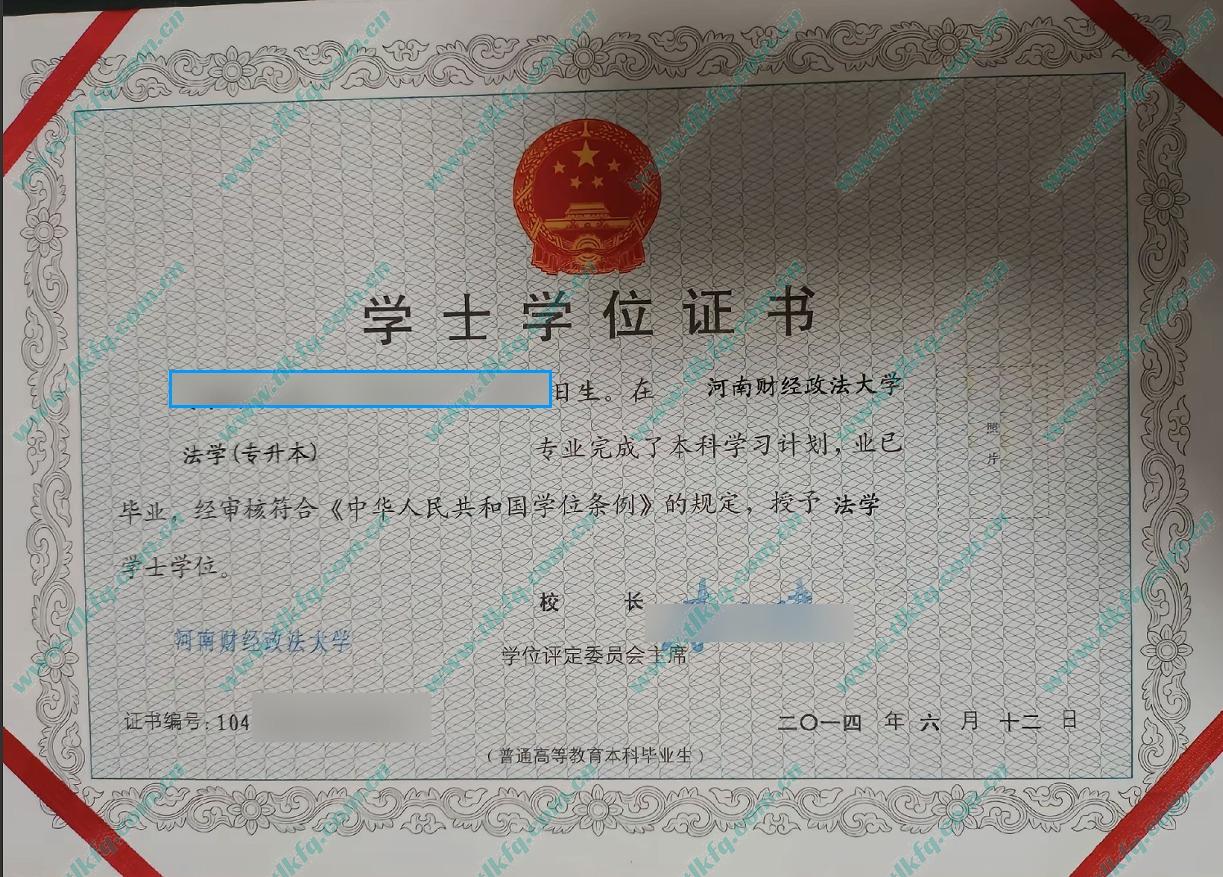 学士学位证书
日生。在 河南财经政法大学
法学(专升本) 专业完成了本科学习计划，业已
毕业，经审核符合《中华人民共和国学位条例》的规定，授予 法学
学士学位。
照片
校 长
河南财经政法大学
学位评定委员会主席
证书编号：104
二〇一四 年 六 月 十二 日
（普通高等教育本科毕业生）
www.tlkfq.com.cn